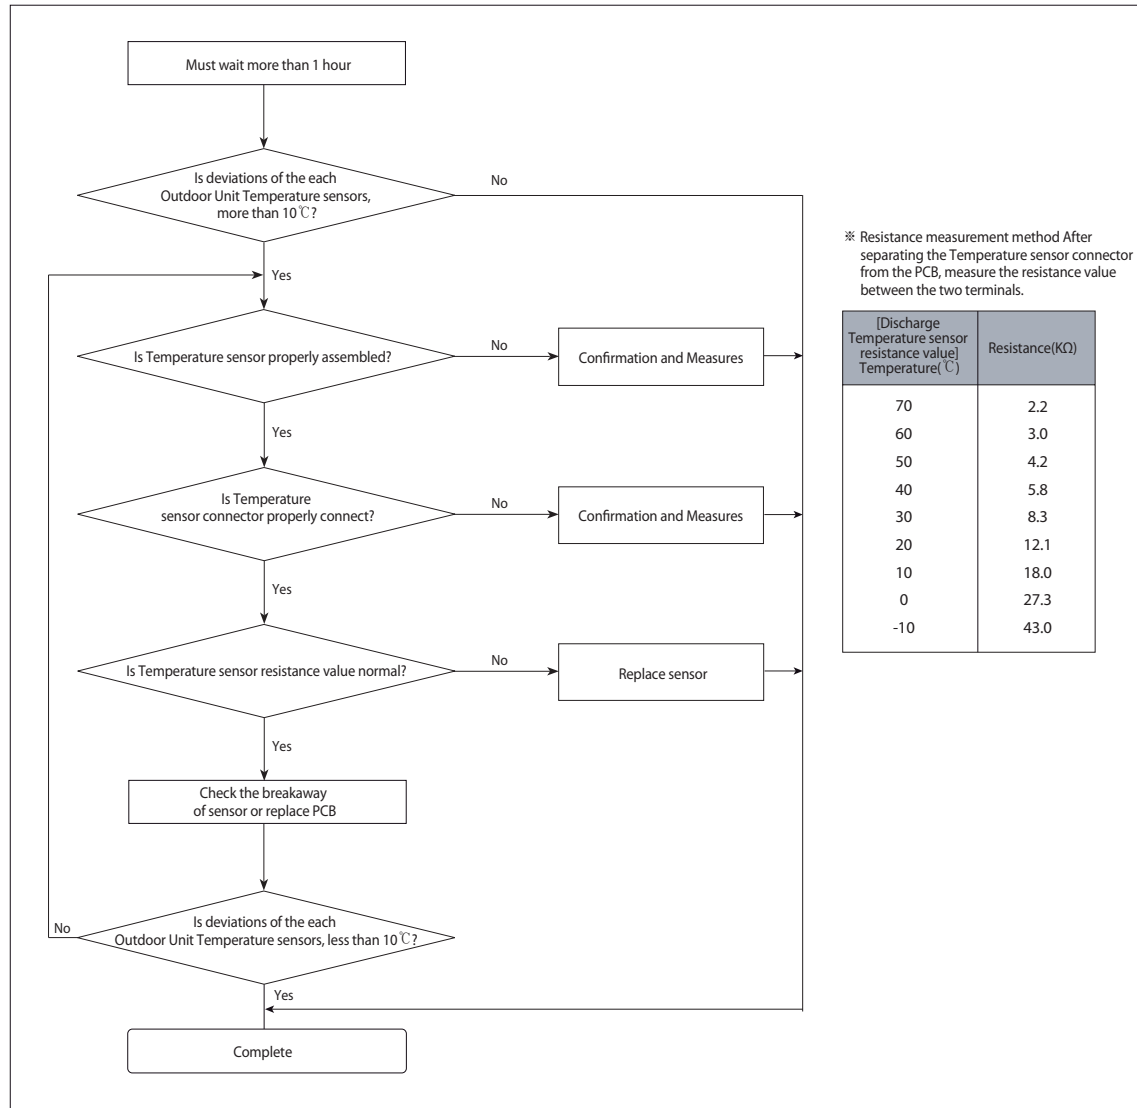 Must wait more than 1 hour
Is deviations of the each
Outdoor Unit Temperature sensors,
more than 10℃?
No
Yes
Is Temperature sensor properly assembled?
No
Confirmation and Measures
Yes
Is Temperature
sensor connector properly connect?
No
Confirmation and Measures
Yes
Is Temperature sensor resistance value normal?
No
Replace sensor
Yes
Check the breakaway
of sensor or replace PCB
Is deviations of the each
Outdoor Unit Temperature sensors, less than 10℃?
No
Yes
Complete
※ Resistance measurement method After
separating the Temperature sensor connector
from the PCB, measure the resistance value
between the two terminals.
[Discharge
Temperature sensor
resistance value]
Temperature(℃)
Resistance(KΩ)
70 2.2
60 3.0
50 4.2
40 5.8
30 8.3
20 12.1
10 18.0
0 27.3
-10 43.0